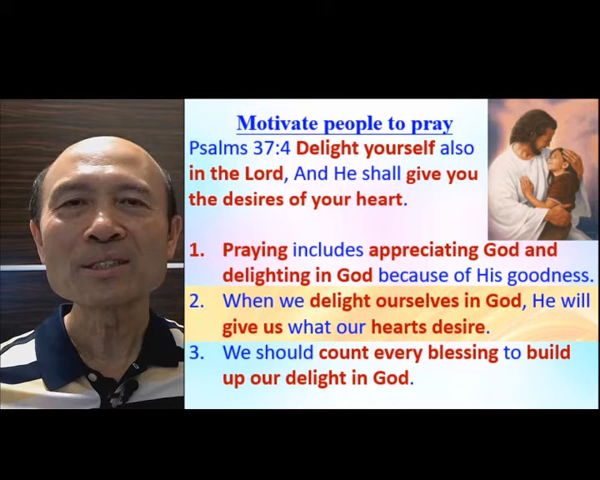 Motivate people to pray
Psalms 37:4 Delight yourself also
in the Lord, And He shall give you
the desires of your heart.
1. Praying includes appreciating God and
delighting in God because of His goodness.
2. When we delight ourselves in God, He will
give us what our hearts desire.
3. We should count every blessing to build
up our delight in God.